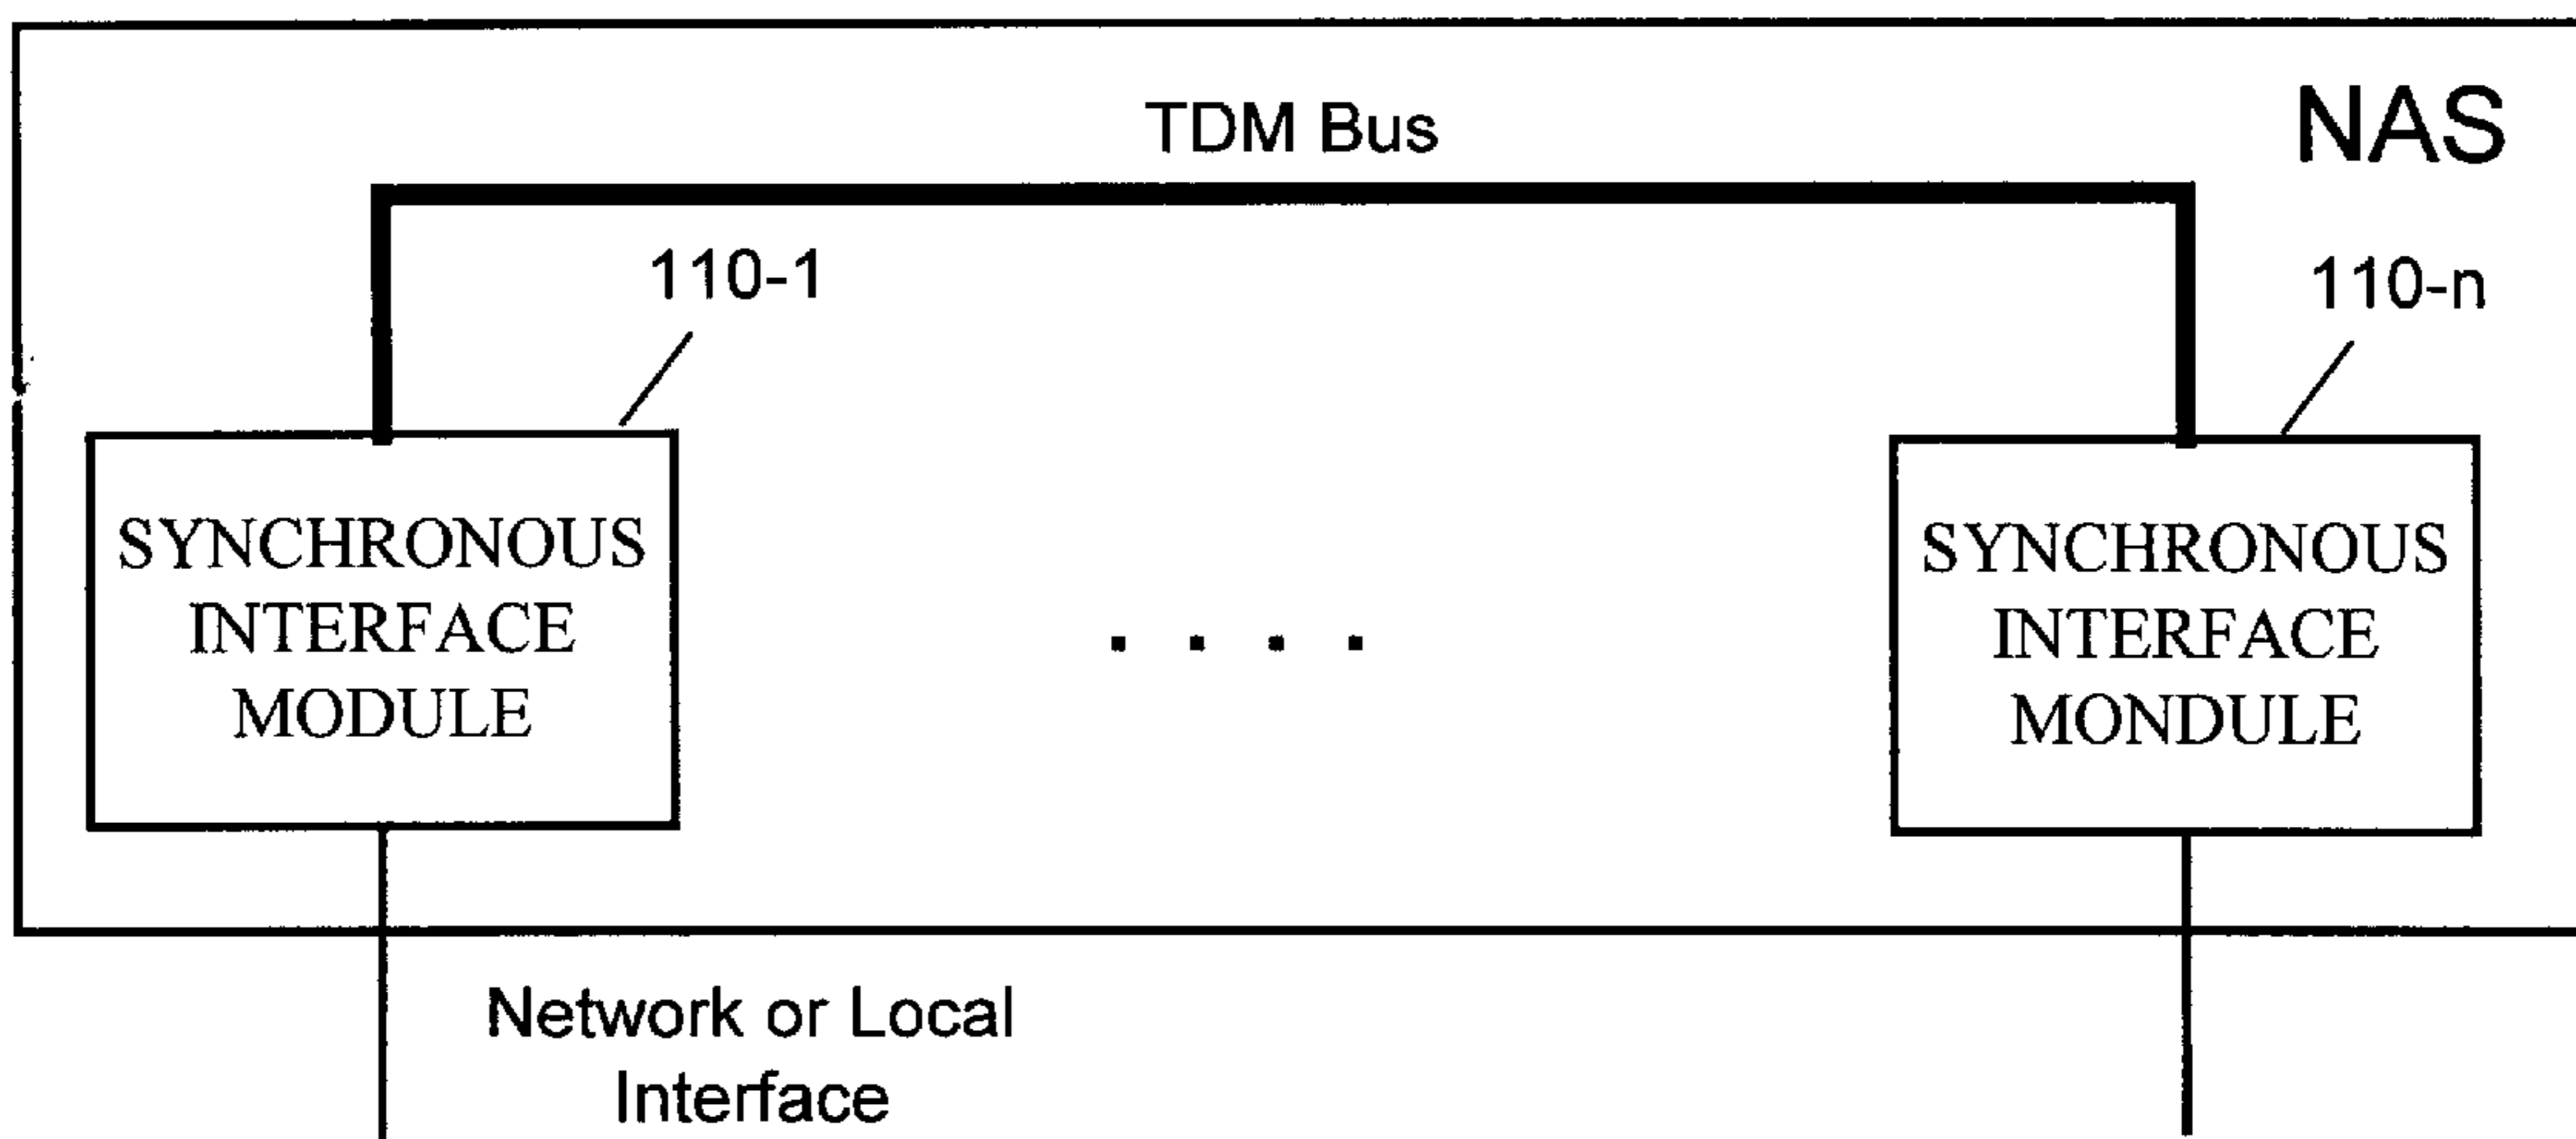 NAS
TDM Bus
110-1
110-n
SYNCHRONOUS
INTERFACE
MODULE
. . . .
SYNCHRONOUS
INTERFACE
MONDULE
Network or Local
Interface